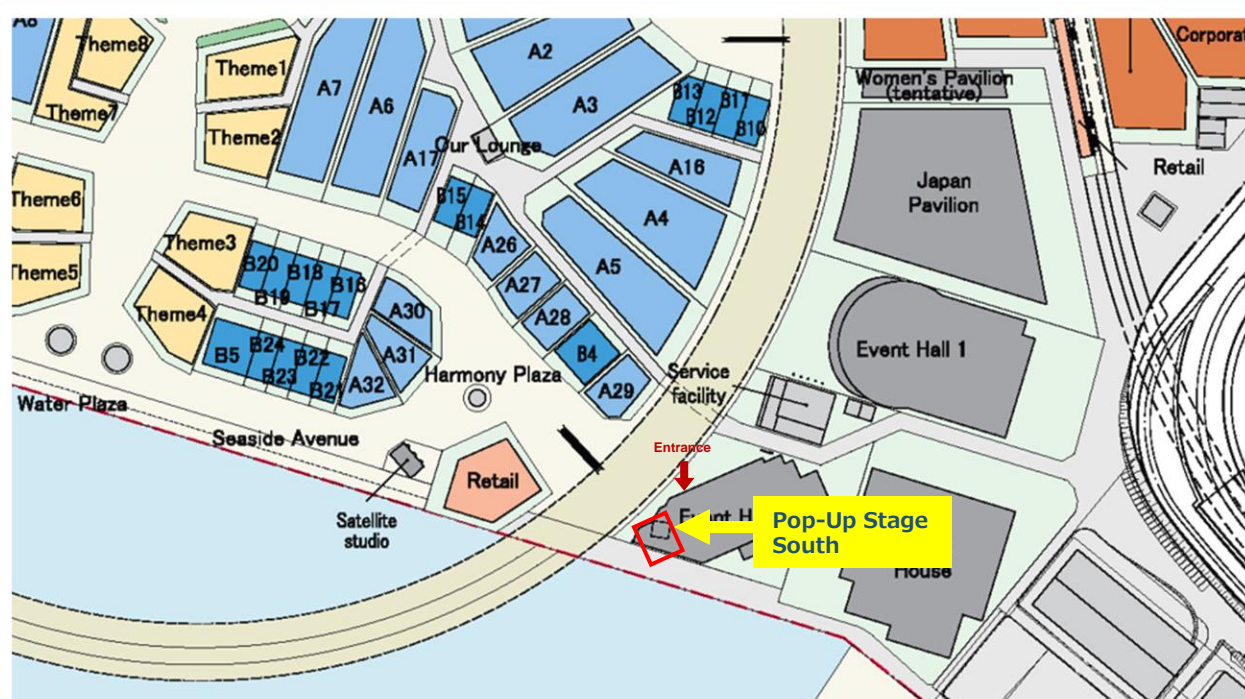 A8
Theme8
Theme7
Theme1
Theme2
A7
A6
A17
A2
A3
Our Lounge
B13
B12
B11
B10
A16
A4
A5
B15
B14
A26
A27
A28
B4
A29
Theme6
Theme5
Theme3
Theme4
B20
B19
B18
B17
B16
B5
B24
B23
B22
B21
A30
A31
A32
Harmony Plaza
Water Plaza
Seaside Avenue
Satellite
studio
Retail
Women's Pavilion
(tentative)
Japan
Pavilion
Event Hall 1
Service
facility
Entrance
Event H
Pop-Up Stage
South
House
Corporat
Retail